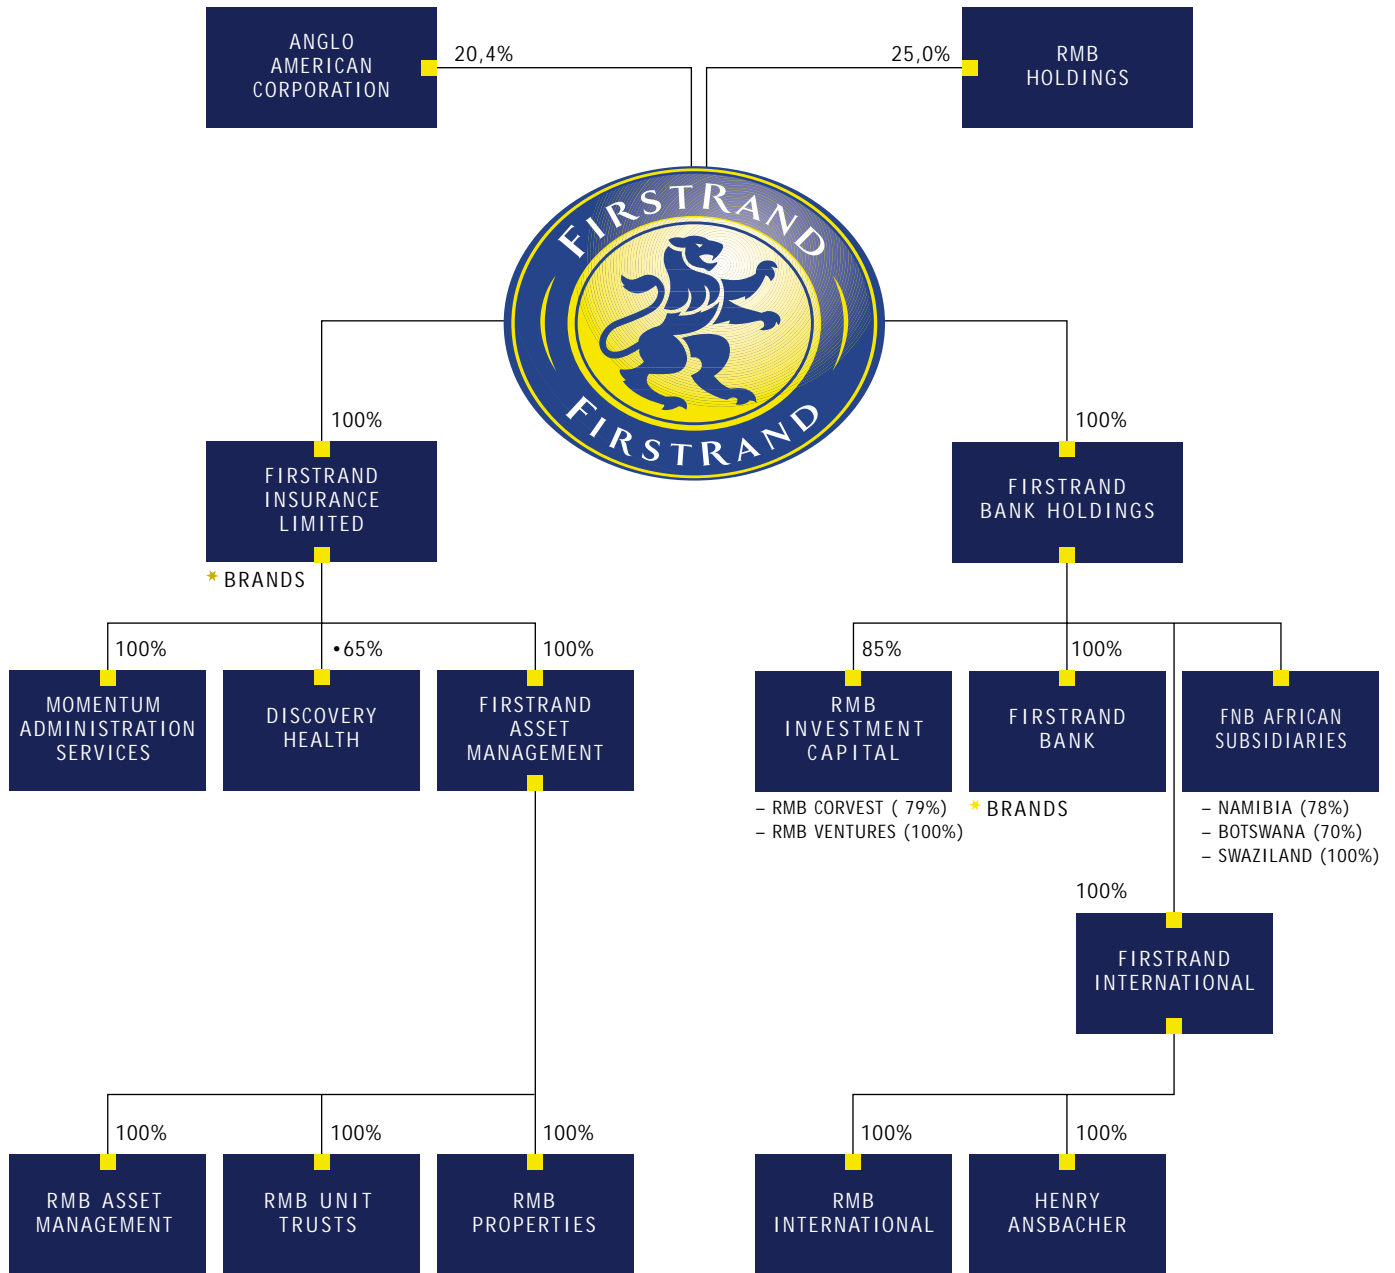 ANGLO
AMERICAN
CORPORATION
20,4%
25,0%
RMB
HOLDINGS
FIRSTRAND
FIRSTRAND
100%
100%
FIRSTRAND
INSURANCE
LIMITED
FIRSTRAND
BANK HOLDINGS
* BRANDS
100%
•65%
100%
85%
100%
MOMENTUM
ADMINISTRATION
SERVICES
DISCOVERY
HEALTH
FIRSTRAND
ASSET
MANAGEMENT
RMB
INVESTMENT
CAPITAL
FIRSTRAND
BANK
FNB AFRICAN
SUBSIDIARIES
– RMB CORVEST ( 79%)
– RMB VENTURES (100%)
* BRANDS
– NAMIBIA (78%)
– BOTSWANA (70%)
– SWAZILAND (100%)
100%
FIRSTRAND
INTERNATIONAL
100%
100%
100%
100%
100%
RMB ASSET
MANAGEMENT
RMB UNIT
TRUSTS
RMB
PROPERTIES
RMB
INTERNATIONAL
HENRY
ANSBACHER